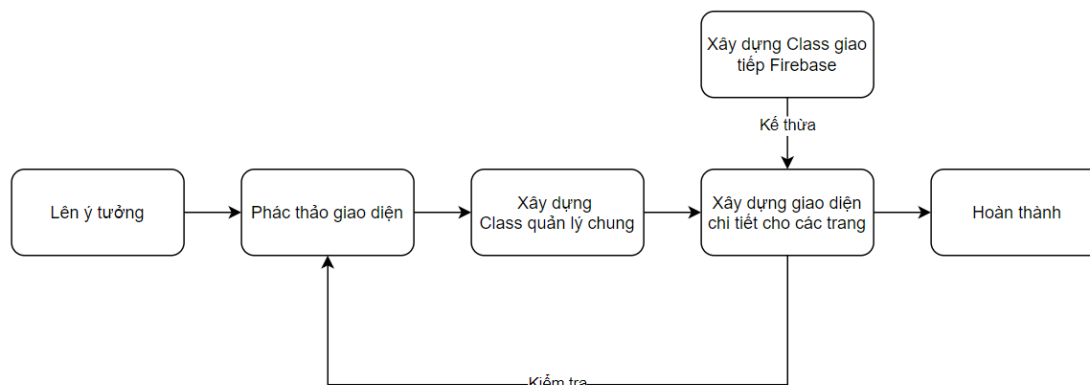 Xây dựng Class giao
tiếp Firebase
Kế thừa
Lên ý tưởng
Phác thảo giao diện
Xây dựng
Class quản lý chung
Xây dựng giao diện
chi tiết cho các trang
Hoàn thành
Kiểm tra